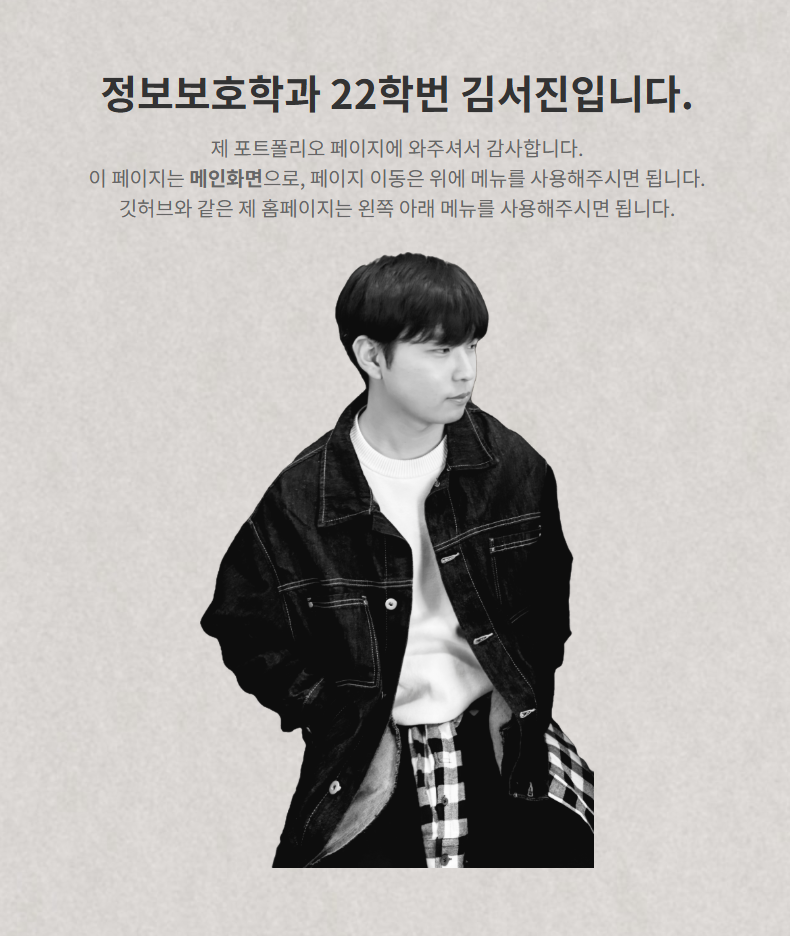 정보보호학과 22학번 김서진입니다.
제 포트폴리오 페이지에 와주셔서 감사합니다.
이 페이지는 메인화면으로, 페이지 이동은 위에 메뉴를 사용해주시면 됩니다.
깃허브와 같은 제 홈페이지는 왼쪽 아래 메뉴를 사용해주시면 됩니다.